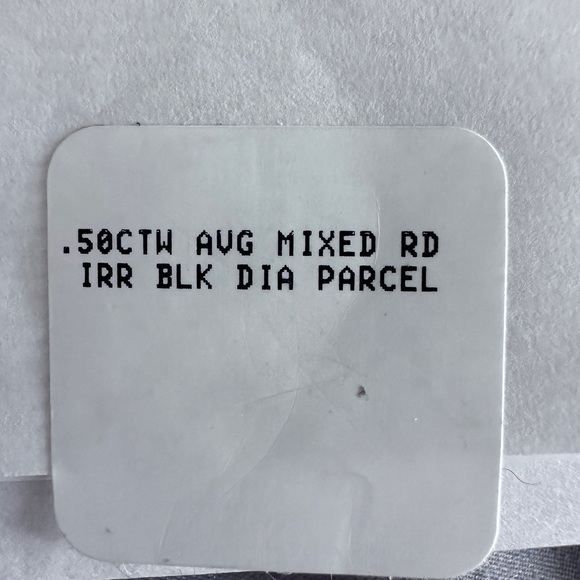 .50CTW AVG MIXED RD
IRR BLK DIA PARCEL